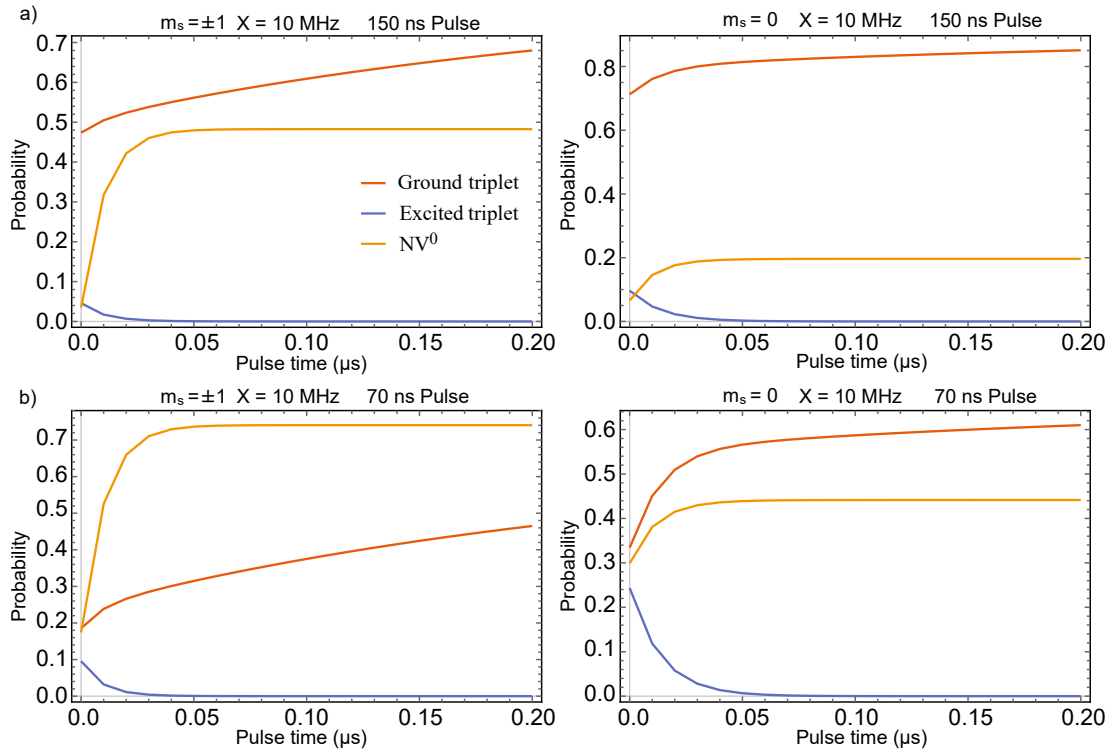 a)
mₛ = ±1 X = 10 MHz 150 ns Pulse
0.7
0.6
0.5
0.4
0.3
0.2
0.1
0.0
Probability
Ground triplet
Excited triplet
NV⁰
0.0 0.05 0.10 0.15 0.20
Pulse time (µs)
mₛ = 0 X = 10 MHz 150 ns Pulse
0.8
0.6
0.4
0.2
0.0
Probability
0.0 0.05 0.10 0.15 0.20
Pulse time (µs)
b)
mₛ = ±1 X = 10 MHz 70 ns Pulse
0.7
0.6
0.5
0.4
0.3
0.2
0.1
0.0
Probability
0.0 0.05 0.10 0.15 0.20
Pulse time (µs)
mₛ = 0 X = 10 MHz 70 ns Pulse
0.6
0.5
0.4
0.3
0.2
0.1
0.0
Probability
0.0 0.05 0.10 0.15 0.20
Pulse time (µs)